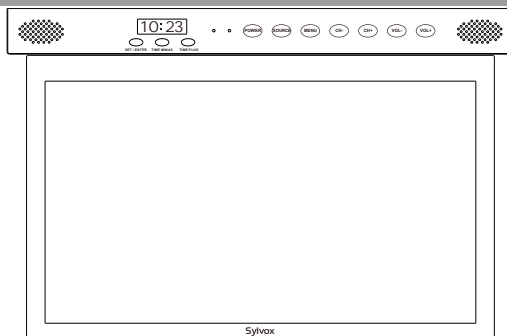 10:23
POWER SOURCE MENU CH- CH+ VOL- VOL+
SET / ENTER TIME MINUS TIME PLUS
Sylvox